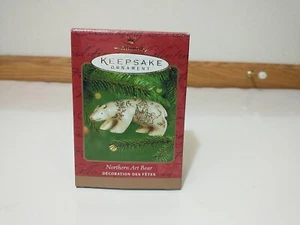 Hallmark
KEEPSAKE
ORNAMENT
Northern Art Bear
DÉCORATION DES FÊTES